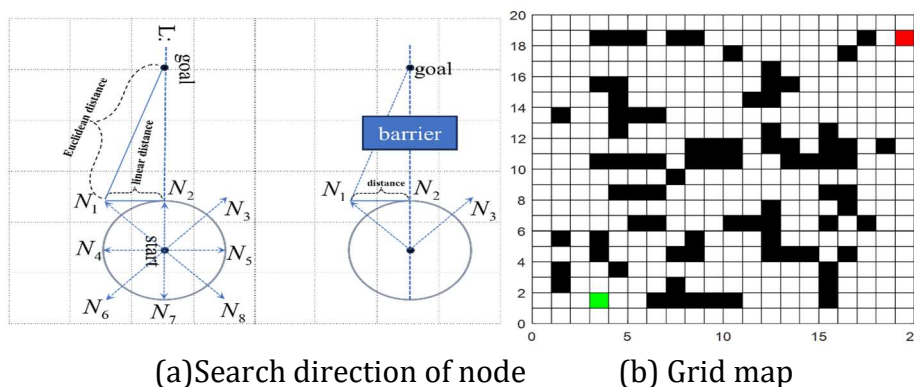 L:
goal
Euclidean distance
linear distance
N1
N2
N3
N4
start
N5
N6
N7
N8
goal
barrier
distance
N1
N2
N3
20
18
16
14
12
10
8
6
4
2
0
0
5
10
15
2
(a)Search direction of node
(b) Grid map